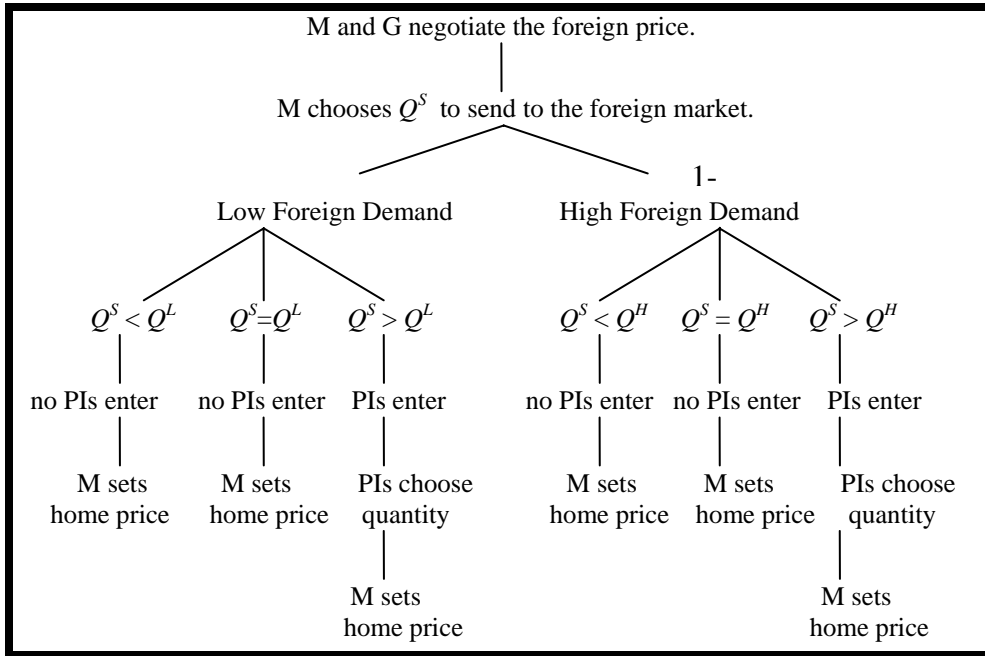 M and G negotiate the foreign price.
M chooses Q^S to send to the foreign market.
1-
Low Foreign Demand
High Foreign Demand
Q^S < Q^L
Q^S=Q^L
Q^S > Q^L
Q^S < Q^H
Q^S = Q^H
Q^S > Q^H
no PIs enter
no PIs enter
PIs enter
no PIs enter
no PIs enter
PIs enter
M sets
home price
M sets
home price
PIs choose
quantity
M sets
home price
M sets
home price
PIs choose
quantity
M sets
home price
M sets
home price